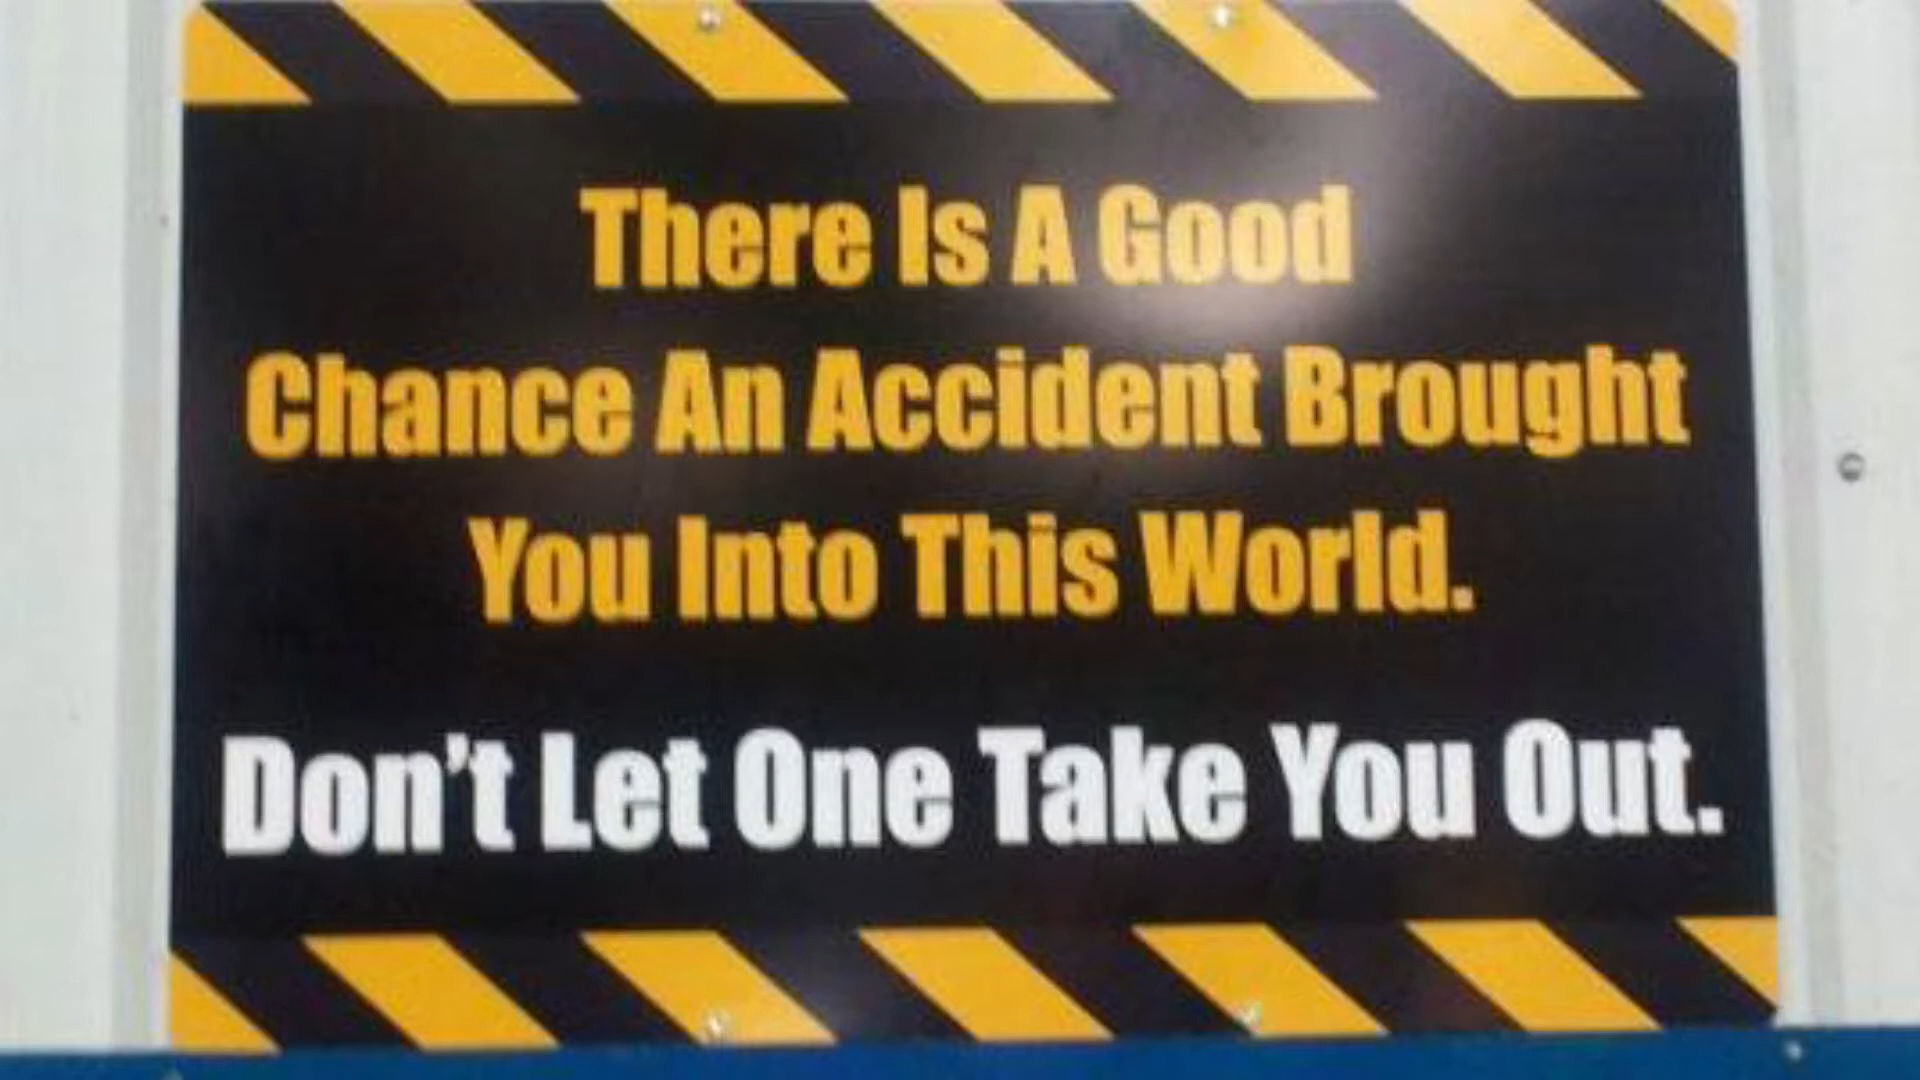 There Is A Good
Chance An Accident Brought
You Into This World.
Don't Let One Take You Out.